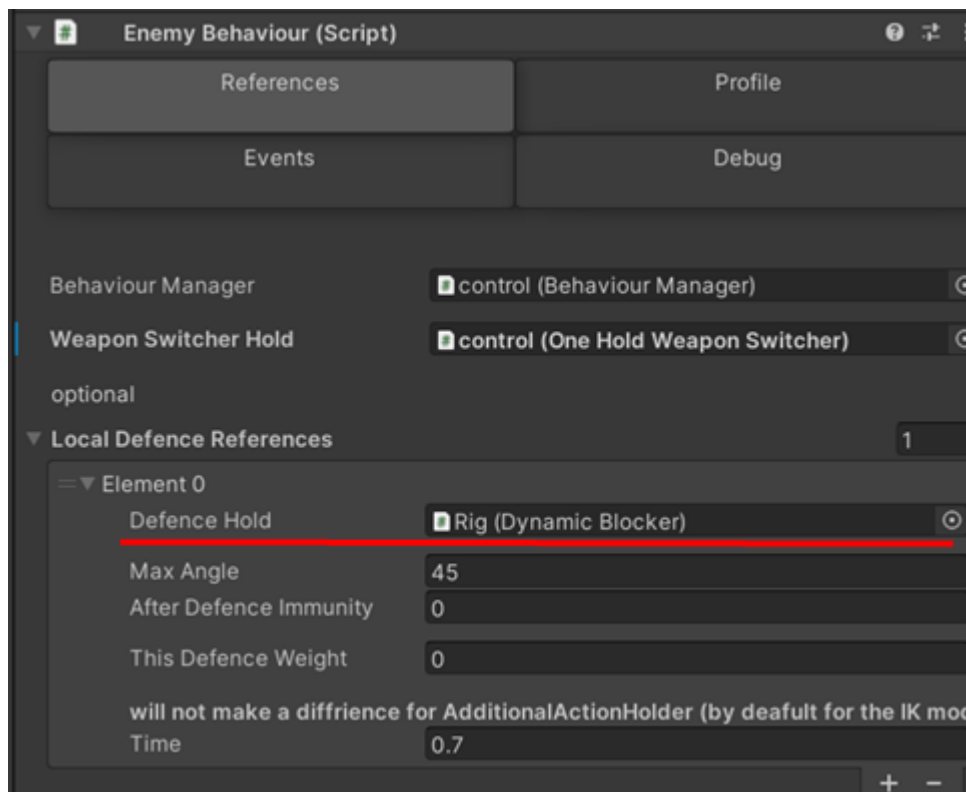 Enemy Behaviour (Script)
References
Profile
Events
Debug
Behaviour Manager
control (Behaviour Manager)
Weapon Switcher Hold
control (One Hold Weapon Switcher)
optional
Local Defence References
1
Element 0
Defence Hold
Rig (Dynamic Blocker)
Max Angle
45
After Defence Immunity
0
This Defence Weight
0
will not make a diffrience for AdditionalActionHolder (by deafult for the IK
Time
0.7